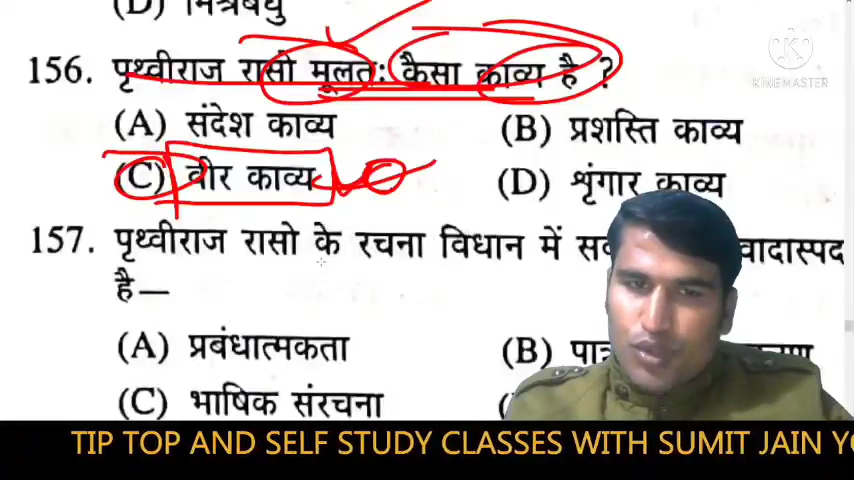 (D) मिश्रबंधु
156. पृथ्वीराज रासो मूलतः कैसा काव्य है ?
(A) संदेश काव्य (B) प्रशस्ति काव्य
(C) वीर काव्य (D) शृंगार काव्य
KINEMASTER
157. पृथ्वीराज रासो के रचना विधान में
है—
(A) प्रबंधात्मकता (B)
(C) भाषिक संरचना
TIP TOP AND SELF STUDY CLASSES WITH SUMIT JAIN